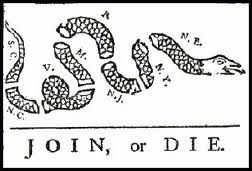 S.C.
N.C.
V.
M.
P.
N.J.
N.Y.
N.E.
JOIN, or DIE.